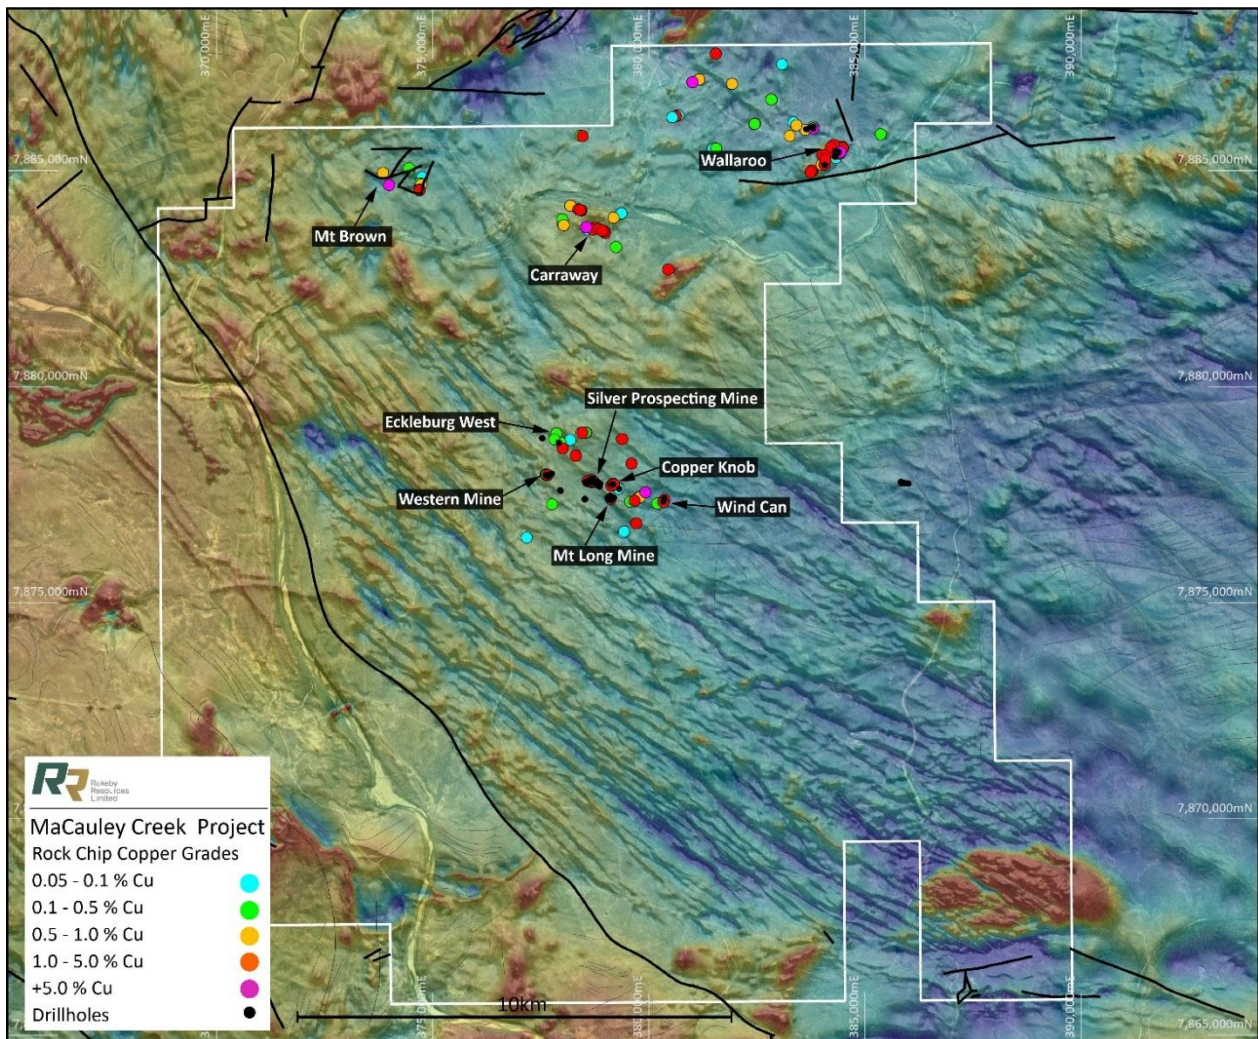 370,000mE
375,000mE
380,000mE
385,000mE
390,000mE
7,885,000mN
7,885,000mN
Wallaroo
Mt Brown
Carraway
7,880,000mN
7,880,000mN
Silver Prospecting Mine
Eckleburg West
Copper Knob
Western Mine
Wind Can
Mt Long Mine
7,875,000mN
7,875,000mN
RR
Rokeby
Resources
Limited
MaCauley Creek Project
Rock Chip Copper Grades
0.05 - 0.1 % Cu
0.1 - 0.5 % Cu
0.5 - 1.0 % Cu
1.0 - 5.0 % Cu
+5.0 % Cu
Drillholes
7,870,000mN
375,000mE
380,000mE
385,000mE
390,000mE
10km
7,865,000mN